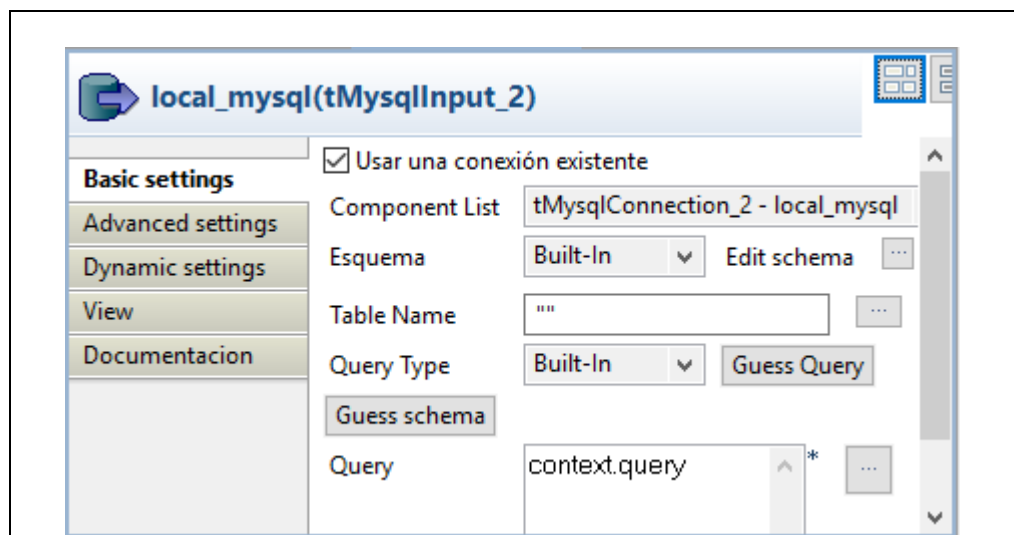 local_mysql(tMysqlInput_2)
Basic settings
Advanced settings
Dynamic settings
View
Documentacion
Usar una conexión existente
Component List tMysqlConnection_2 - local_mysql
Esquema Built-In Edit schema ...
Table Name "" ...
Query Type Built-In Guess Query
Guess schema
Query context.query * ...